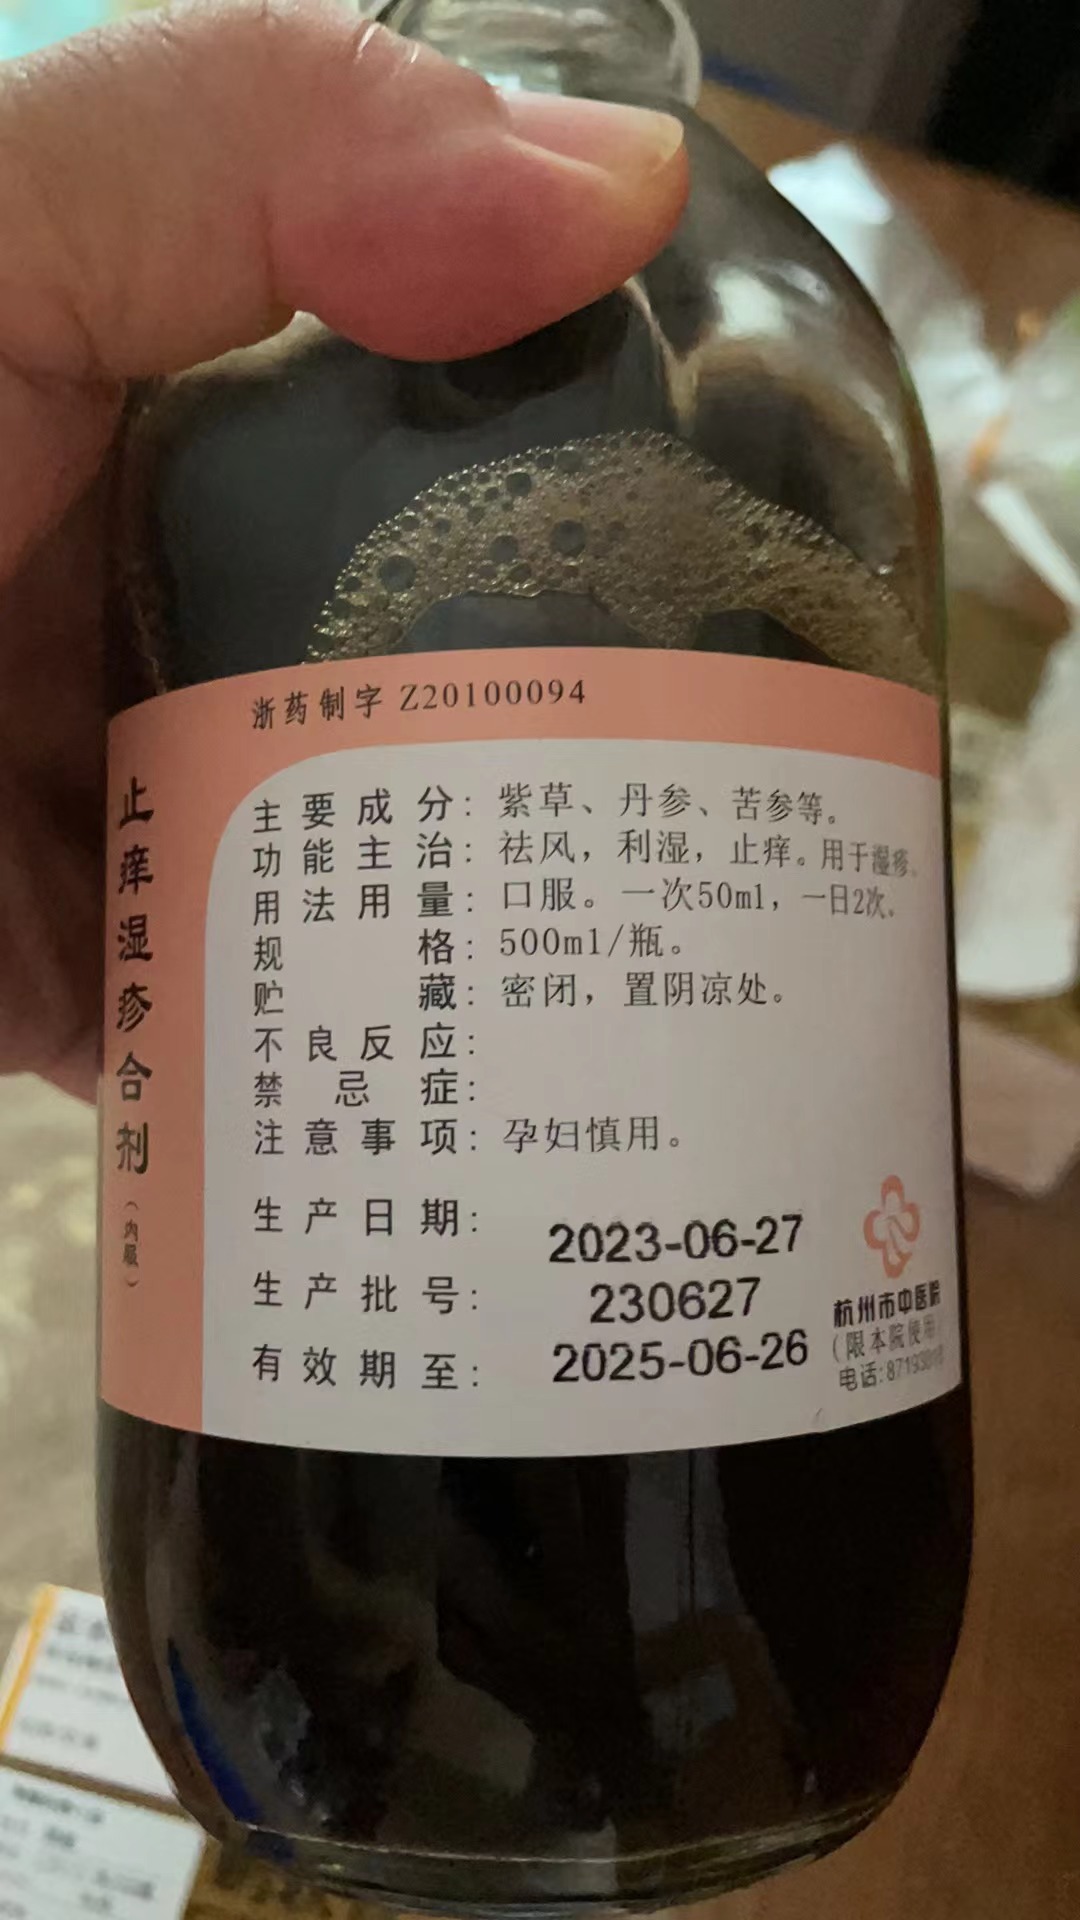 浙药制字 Z20100094
止痒湿疹合剂
（内服）
主要成分：紫草、丹参、苦参等。
功能主治：祛风，利湿，止痒。用于湿疹。
用法用量：口服。一次50ml，一日2次。
规格：500ml/瓶。
贮藏：密闭，置阴凉处。
不良反应：
禁忌症：
注意事项：孕妇慎用。
生产日期：2023-06-27
生产批号：230627
有效期至：2025-06-26
杭州市中医院
（限本院使用）
电话: